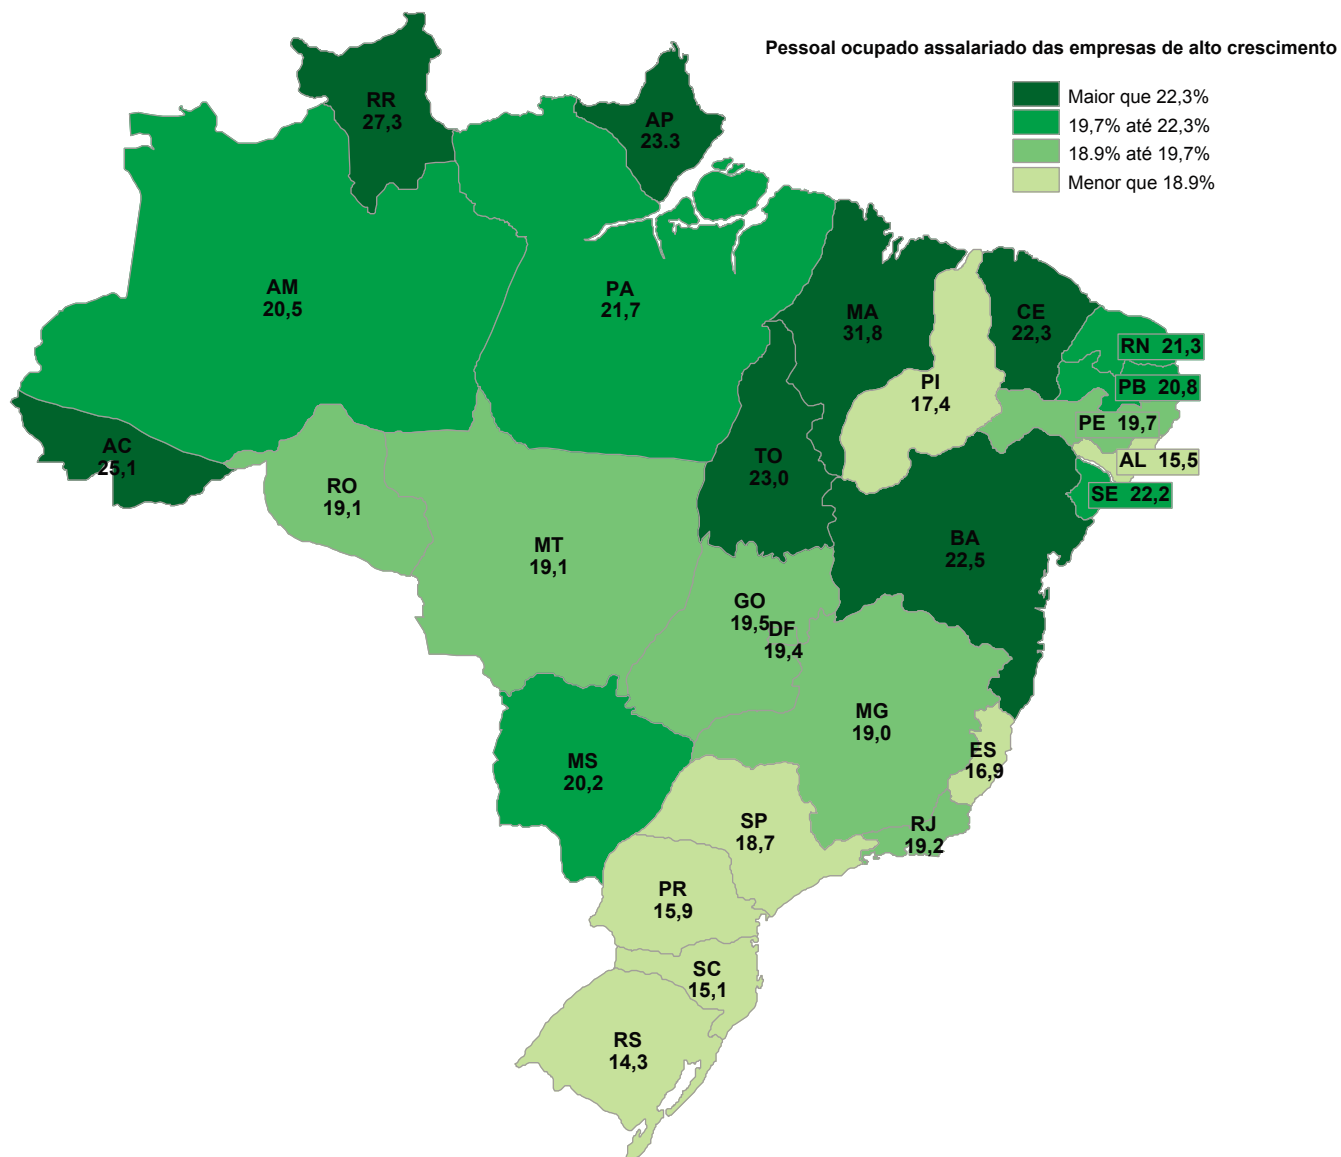 Pessoal ocupado assalariado das empresas de alto crescimento
Maior que 22,3%
19,7% até 22,3%
18.9% até 19,7%
Menor que 18.9%
RR
27,3
AP
23.3
AM
20,5
PA
21,7
MA
31,8
CE
22,3
RN 21,3
PI
17,4
PB 20,8
PE 19,7
AC
25,1
TO
23,0
AL 15,5
SE 22,2
RO
19,1
MT
19,1
BA
22,5
GO
19,5
DF
19,4
MG
19,0
MS
20,2
ES
16,9
SP
18,7
RJ
19,2
PR
15,9
SC
15,1
RS
14,3